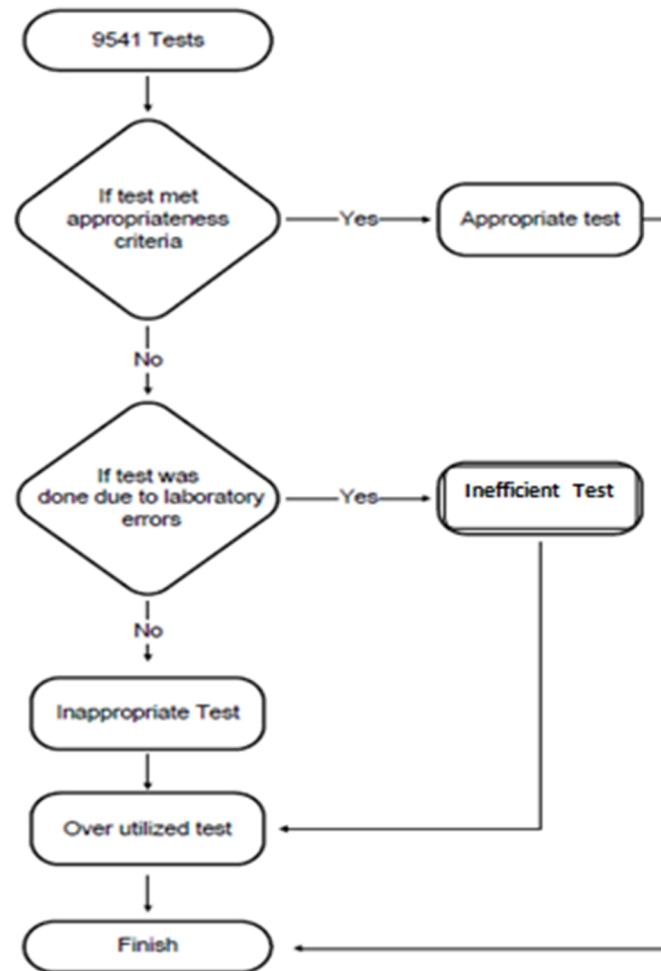 9541 Tests
If test met
appropriateness
criteria
Yes
Appropriate test
No
If test was
done due to laboratory
errors
Yes
Inefficient Test
No
Inappropriate Test
Over utilized test
Finish